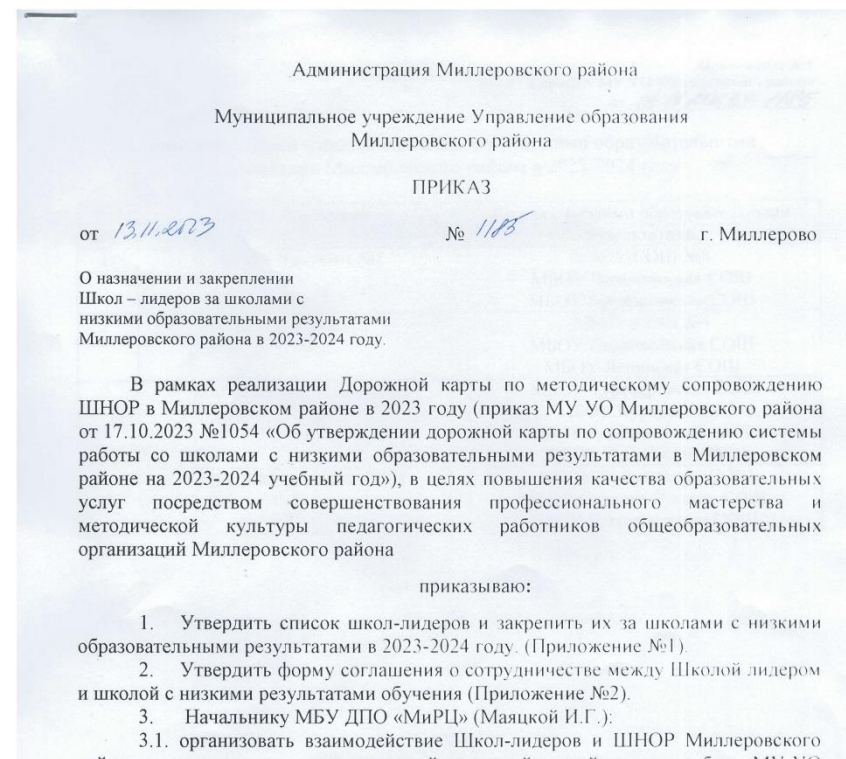 Администрация Миллеровского района
Муниципальное учреждение Управление образования
Миллеровского района
ПРИКАЗ
от 13.11.2023 № 1185 г. Миллерово
О назначении и закреплении
Школ – лидеров за школами с
низкими образовательными результатами
Миллеровского района в 2023-2024 году.
В рамках реализации Дорожной карты по методическому сопровождению
ШНОР в Миллеровском районе в 2023 году (приказ МУ УО Миллеровского района
от 17.10.2023 №1054 «Об утверждении дорожной карты по сопровождению системы
работы со школами с низкими образовательными результатами в Миллеровском
районе на 2023-2024 учебный год»), в целях повышения качества образовательных
услуг посредством совершенствования профессионального мастерства и
методической культуры педагогических работников общеобразовательных
организаций Миллеровского района
приказываю:
1. Утвердить список школ-лидеров и закрепить их за школами с низкими
образовательными результатами в 2023-2024 году. (Приложение №1).
2. Утвердить форму соглашения о сотрудничестве между Школой лидером
и школой с низкими результатами обучения (Приложение №2).
3. Начальнику МБУ ДПО «МиРЦ» (Маяцкой И.Г.):
3.1. организовать взаимодействие Школ-лидеров и ШНОР Миллеровского